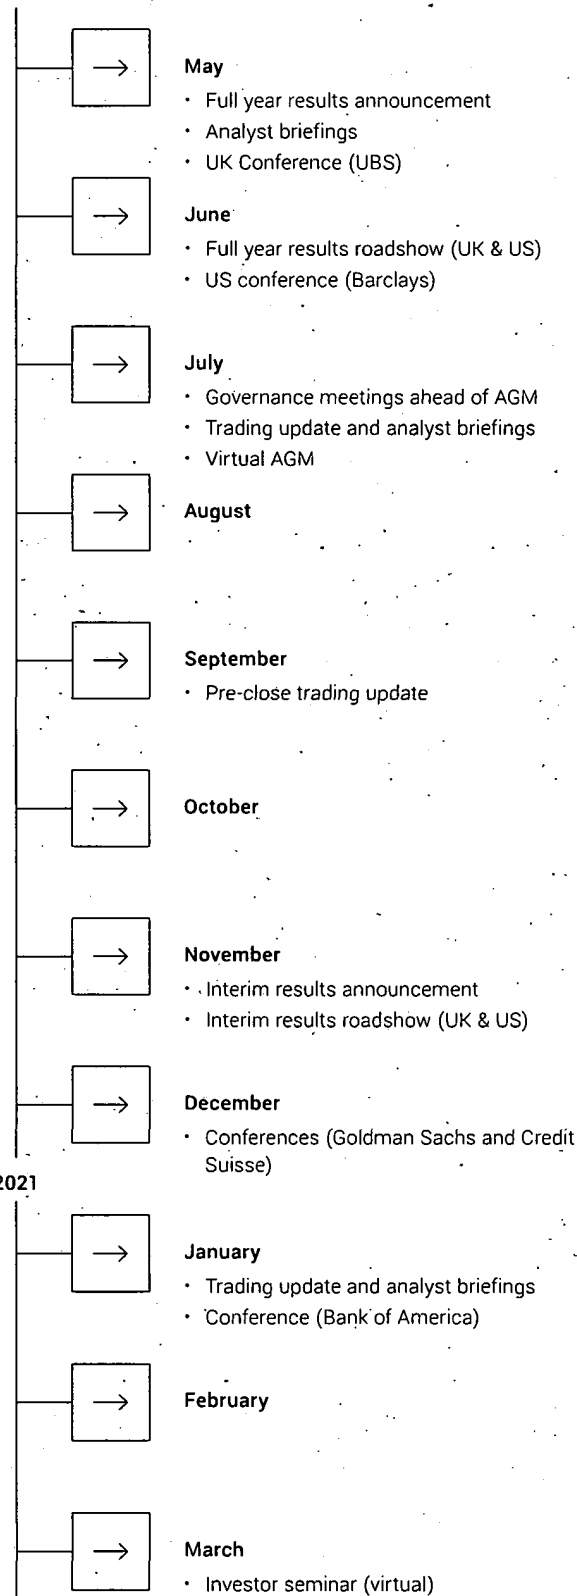 May
• Full year results announcement
• Analyst briefings
• UK Conference (UBS)
June
• Full year results roadshow (UK & US)
• US conference (Barclays)
July
• Governance meetings ahead of AGM
• Trading update and analyst briefings
• Virtual AGM
August
September
• Pre-close trading update
October
November
• Interim results announcement
• Interim results roadshow (UK & US)
December
• Conferences (Goldman Sachs and Credit
Suisse)
2021
January
• Trading update and analyst briefings
• Conference (Bank of America)
February
March
• Investor seminar (virtual)